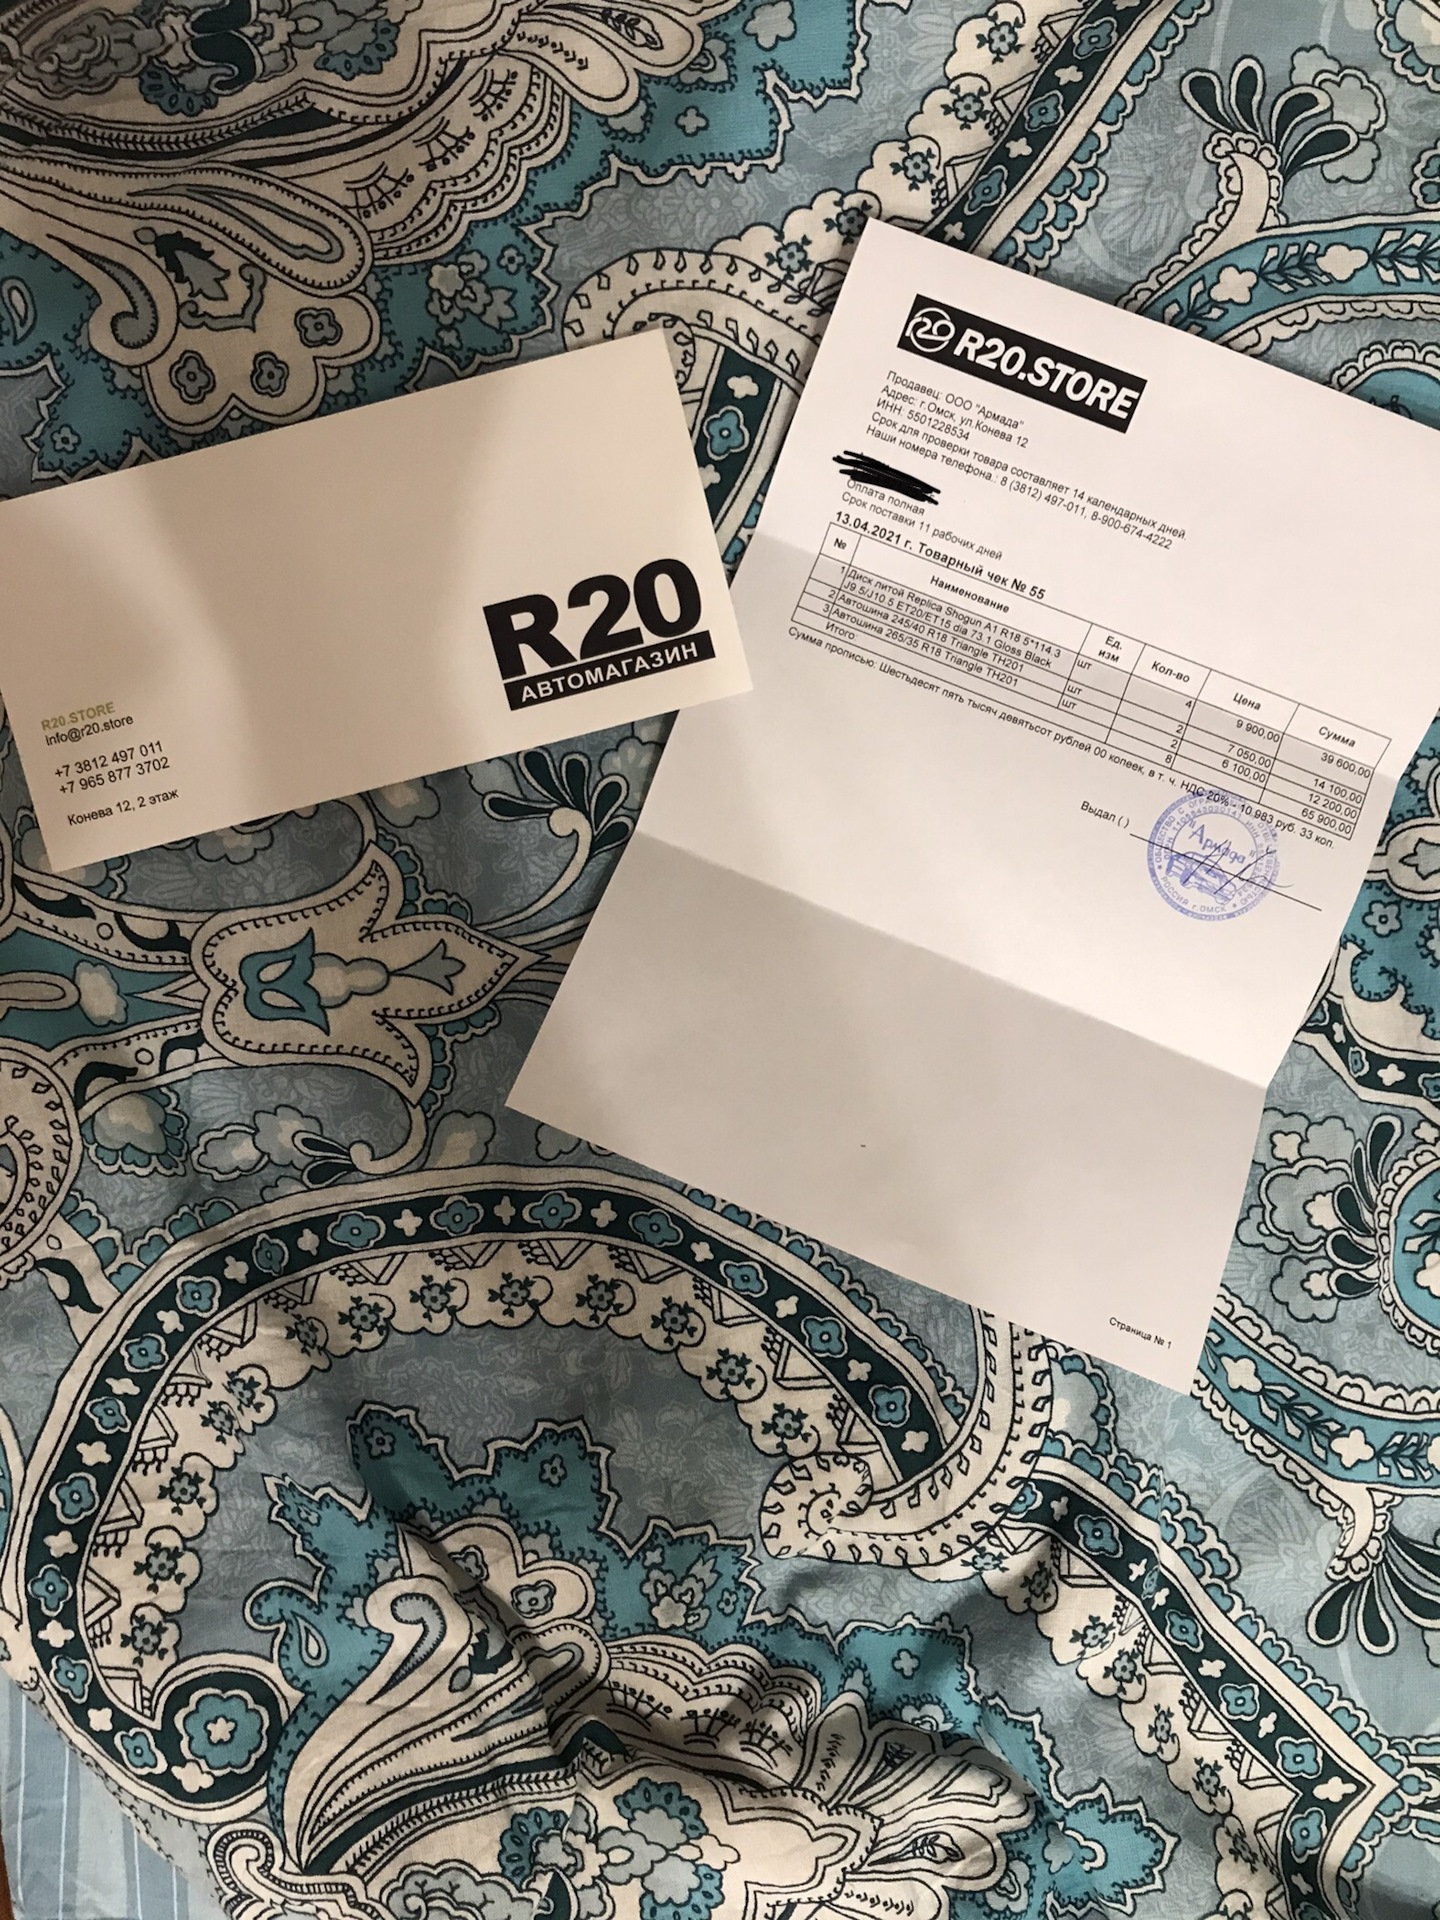 R20
R20.STORE
Продавец: ООО "Армада"
Адрес: г.Омск, ул.Конева 12
ИНН: 5501228534
Срок для проверки товара составляет 14 календарных дней.
Наши номера телефона.: 8 (3812) 497-011, 8-900-674-4222
Оплата полная
Срок поставки 11 рабочих дней
13.04.2021 г. Товарный чек № 55
№ Наименование Ед. изм Кол-во Цена Сумма
1 Диск литой Replica Shogun A1 R18 5*114.3 шт 4 9 900,00 39 600,00
J9.5/J10.5 ET20/ET15 dia 73.1 Gloss Black
2 Автошина 245/40 R18 Triangle TH201 шт 2 7 050,00 14 100,00
3 Автошина 265/35 R18 Triangle TH201 шт 2 6 100,00 12 200,00
Итого: 8 65 900,00
Сумма прописью: Шестьдесят пять тысяч девятьсот рублей 00 копеек, в т. ч. НДС 20% - 10 983 руб. 33 коп.
Выдал ( )
"Армада"
РОССИЯ г.ОМСК
Страница № 1
R20
АВТОМАГАЗИН
R20.STORE
info@r20.store
+7 3812 497 011
+7 965 877 3702
Конева 12, 2 этаж